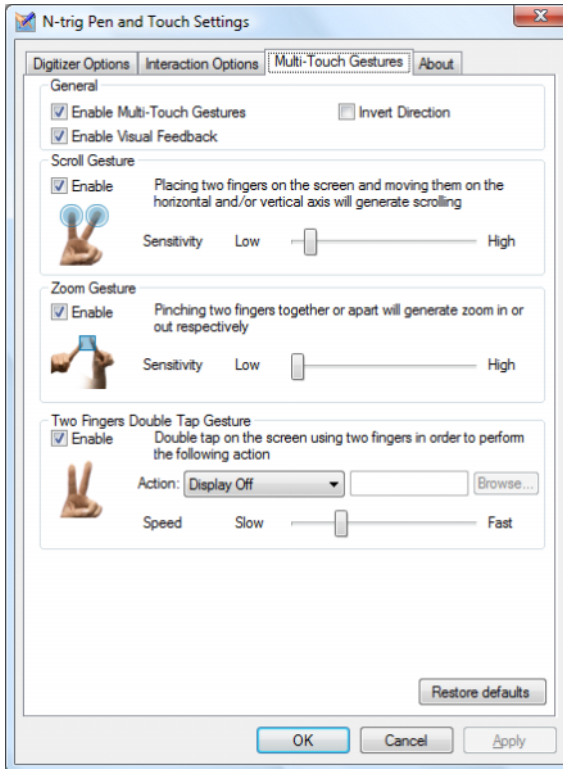 N-trig Pen and Touch Settings
Digitizer Options Interaction Options Multi-Touch Gestures About
General
Enable Multi-Touch Gestures Invert Direction
Enable Visual Feedback
Scroll Gesture
Enable Placing two fingers on the screen and moving them on the
horizontal and/or vertical axis will generate scrolling
Sensitivity Low High
Zoom Gesture
Enable Pinching two fingers together or apart will generate zoom in or
out respectively
Sensitivity Low High
Two Fingers Double Tap Gesture
Enable Double tap on the screen using two fingers in order to perform
the following action
Action: Display Off Browse...
Speed Slow Fast
Restore defaults
OK Cancel Apply